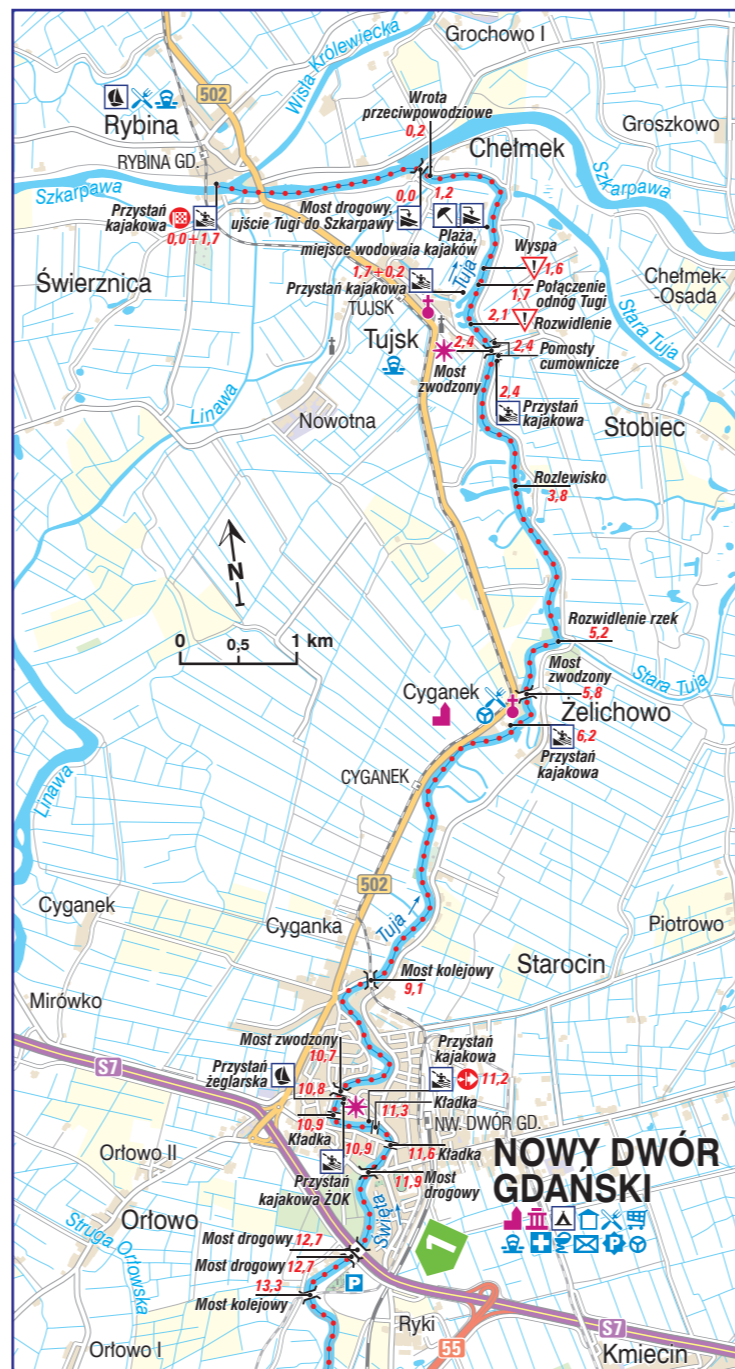 Grochowo I
Wisła Królewiecka
502
Rybina
RYBINA GD.
Wrota
przeciwpowodziowe
0,2
Groszkowo
Chełmek
Szkarpawa
Szkarpawa
Przystań
kajakowa
0,0+1,7
0,0
1,2
Most drogowy,
ujście Tugi do Szkarpawy
Plaża,
miejsce wodowaia kajaków
Świerznica
1,7+0,2
Przystań kajakowa
TUJSK
Tuja
Wyspa
! 1,6
Połączenie
odnóg Tugi
1,7
Chełmek-
-Osada
2,1 !
Rozwidlenie
Stara Tuja
Tujsk
2,4
Most
zwodzony
2,4
Pomosty
cumownicze
2,4
Przystań
kajakowa
Linawa
Nowotna
Stobiec
Rozlewisko
3,8
N
0 0,5 1 km
Rozwidlenie rzek
5,2
Stara Tuja
Most
zwodzony
5,8
Cyganek
Żelichowo
6,2
Przystań
kajakowa
CYGANEK
Linawa
502
Cyganek
Cyganka
Tuja
Piotrowo
Starocin
Most kolejowy
9,1
Mirówko
S7
Most zwodzony
10,7
Przystań
żeglarska
10,8
Przystań
kajakowa
11,2
10,9
Kładka
11,3
Kładka
NW. DWÓR GD.
10,9
Przystań
kajakowa ŻOK
11,6 Kładka
11,9 Most
drogowy
Orłowo II
NOWY DWÓR
GDAŃSKI
Orłowo
Struga Orłowska
Święta
Most drogowy 12,7
Most drogowy 12,7
13,3
Most kolejowy
P
1
P
Ryki
S7
55
Orłowo I
Kmiecin